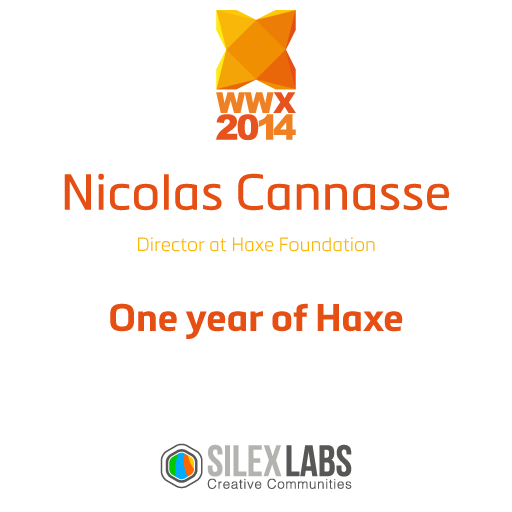 WWX
2014
Nicolas Cannasse
Director at Haxe Foundation
One year of Haxe
SILEX LABS
Creative Communities